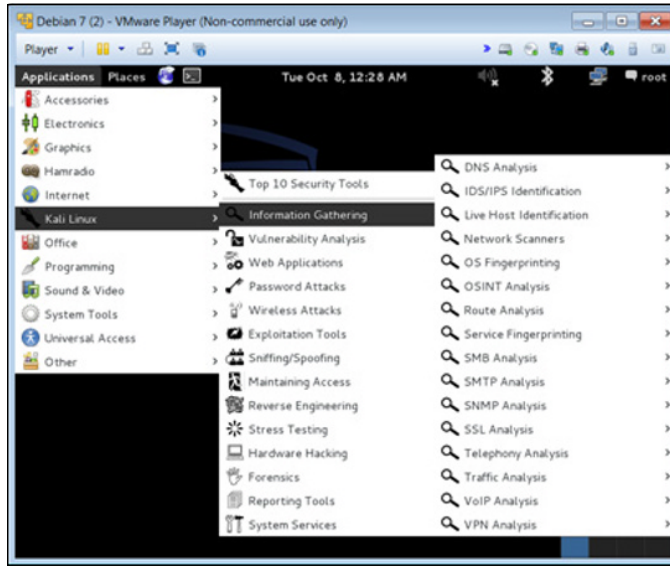 Debian 7 (2) - VMware Player (Non-commercial use only)
Player
Applications Places Tue Oct 8, 12:28 AM root
Accessories
Electronics
Graphics
Hamradio
Internet
Kali Linux
Office
Programming
Sound & Video
System Tools
Universal Access
Other
Top 10 Security Tools
Information Gathering
Vulnerability Analysis
Web Applications
Password Attacks
Wireless Attacks
Exploitation Tools
Sniffing/Spoofing
Maintaining Access
Reverse Engineering
Stress Testing
Hardware Hacking
Forensics
Reporting Tools
System Services
DNS Analysis
IDS/IPS Identification
Live Host Identification
Network Scanners
OS Fingerprinting
OSINT Analysis
Route Analysis
Service Fingerprinting
SMB Analysis
SMTP Analysis
SNMP Analysis
SSL Analysis
Telephony Analysis
Traffic Analysis
VoIP Analysis
VPN Analysis